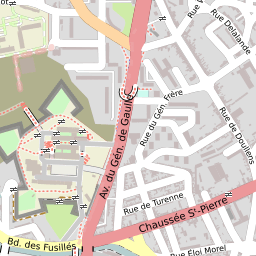 Rue Delalande
Av. du Gén. de Gaulle
Rue du Gén. Frère
Rue de Doullens
Rue de Turenne
Chaussée St-Pierre
Bd. des Fusillés
Rue Éloi Morel